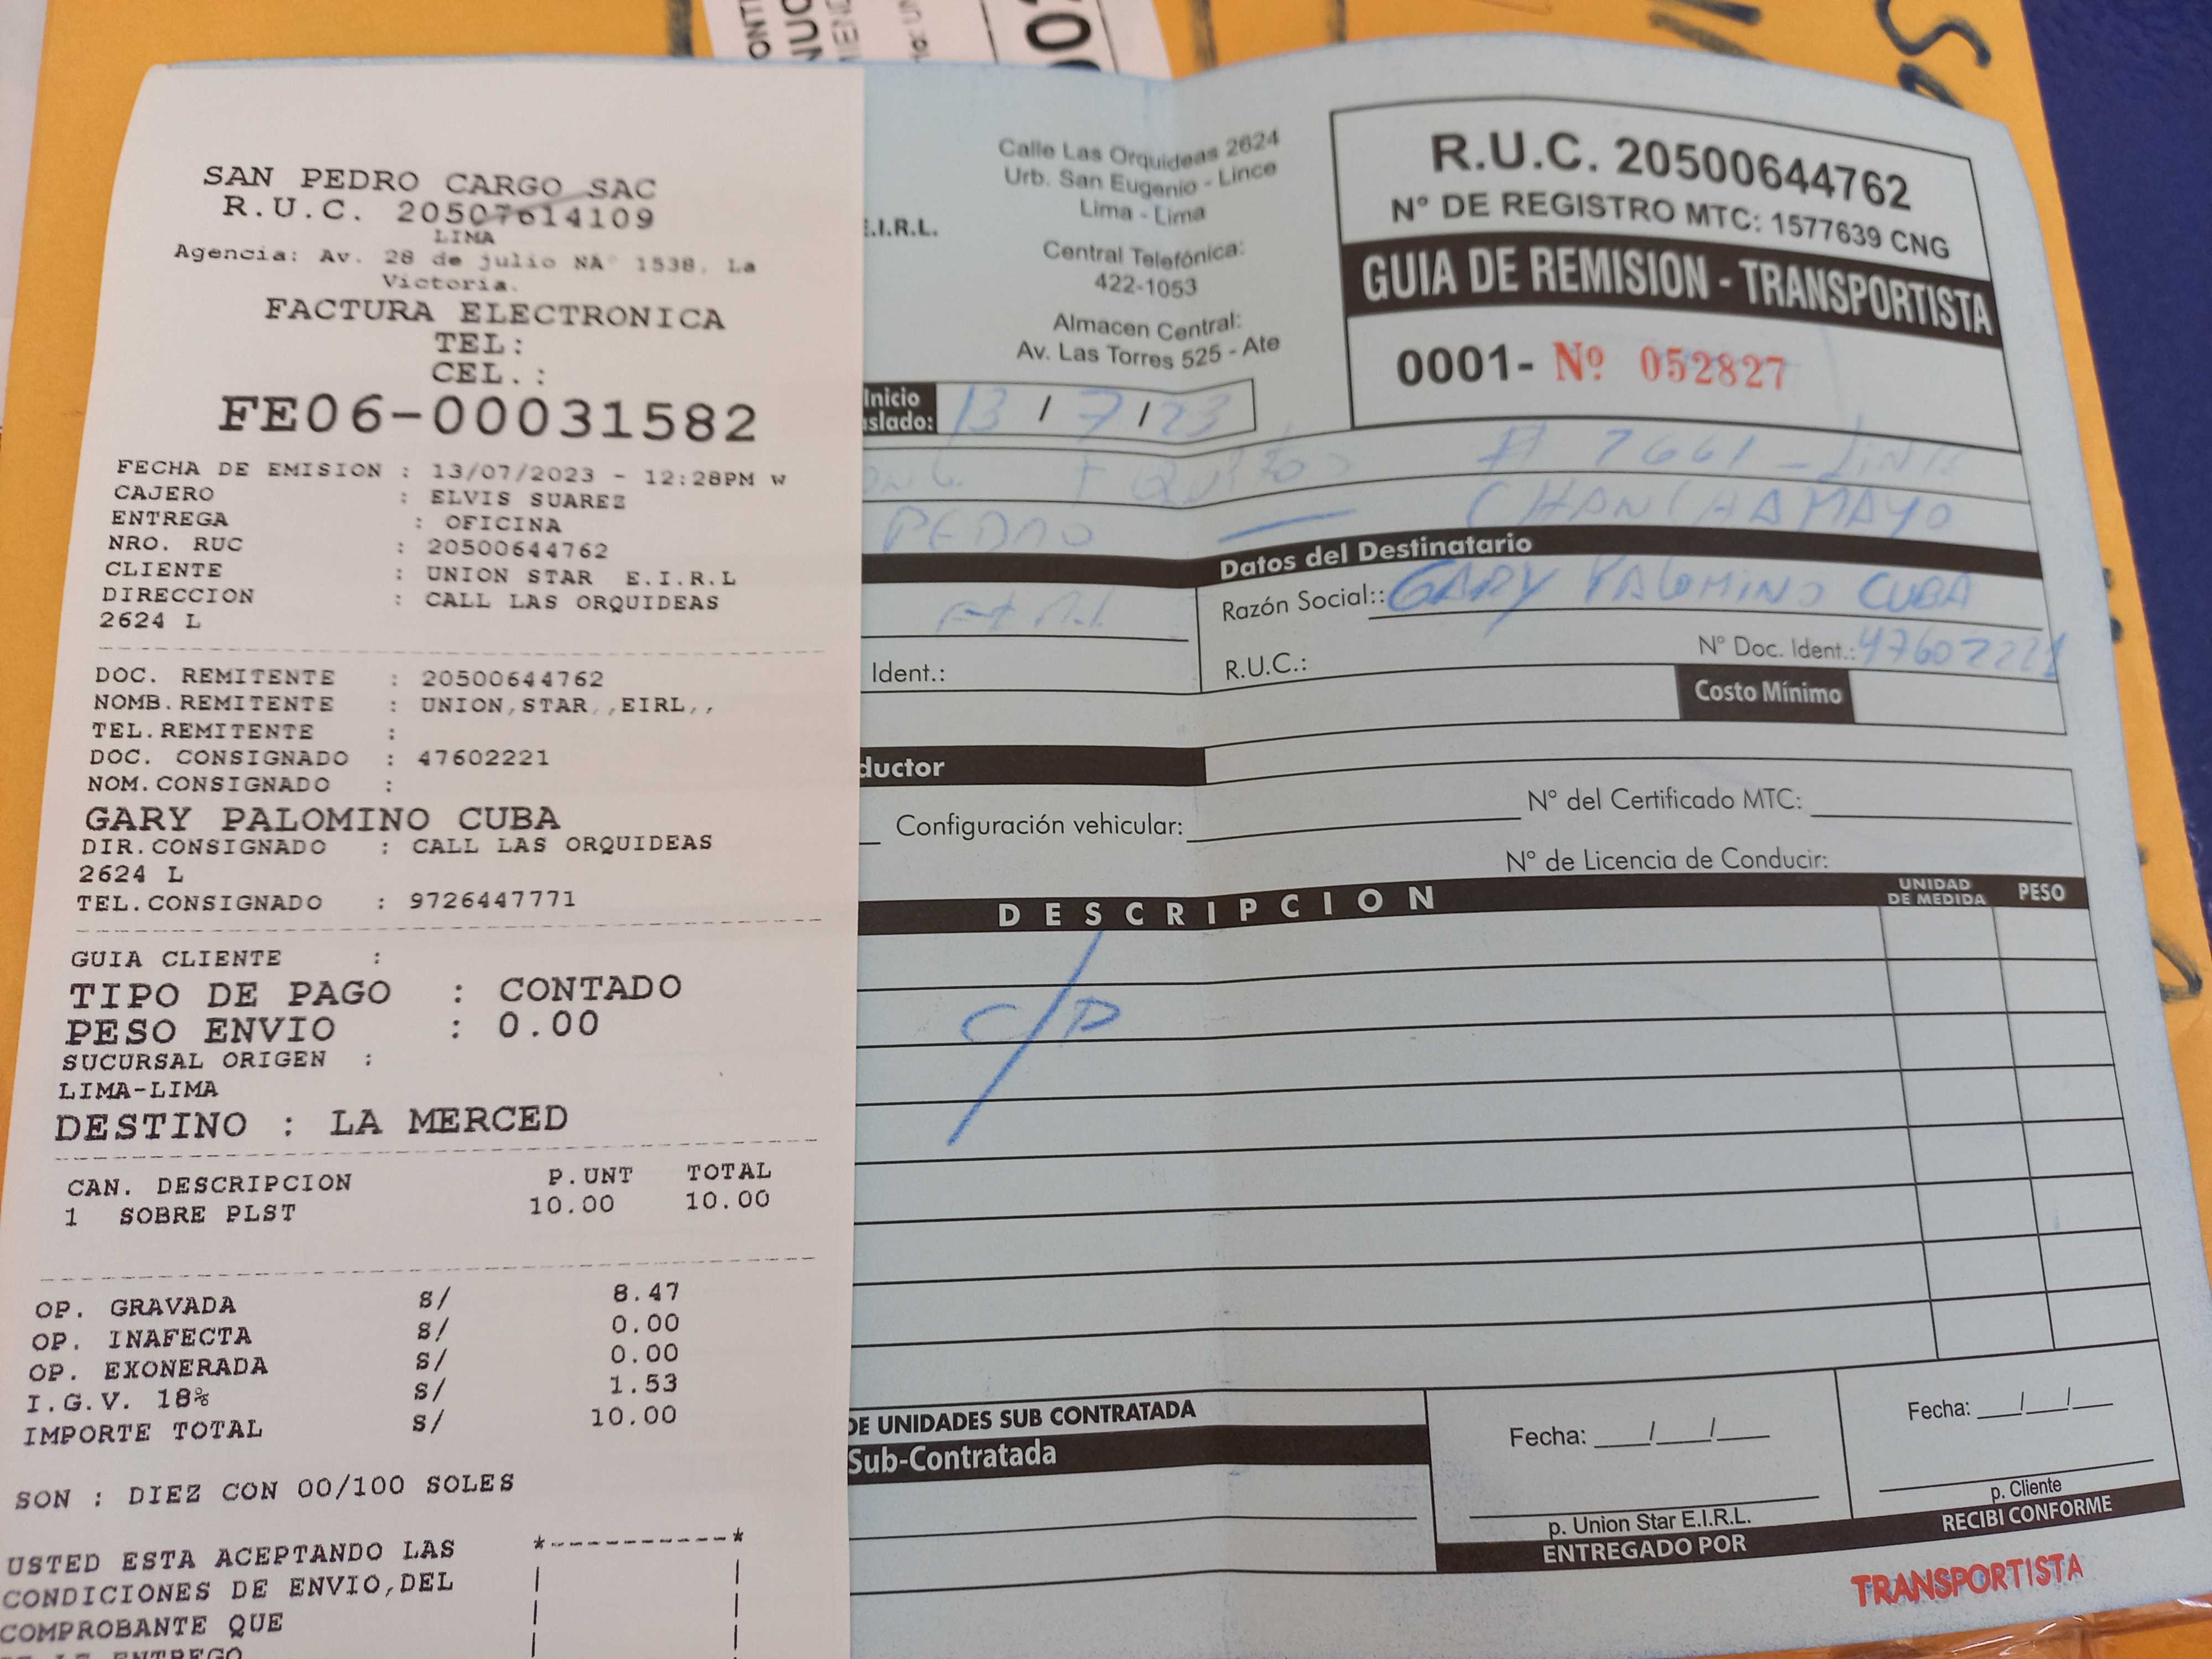 SAN PEDRO CARGO SAC
R.U.C. 20507614109
LIMA
Agencia: Av. 28 de julio NA° 1538, La
Victoria.
FACTURA ELECTRONICA
TEL:
CEL.:
FE06-00031582
FECHA DE EMISION : 13/07/2023 - 12:28PM w
CAJERO : ELVIS SUAREZ
ENTREGA : OFICINA
NRO. RUC : 20500644762
CLIENTE : UNION STAR E.I.R.L
DIRECCION : CALL LAS ORQUIDEAS
2624 L
DOC. REMITENTE : 20500644762
NOMB.REMITENTE : UNION,STAR,,EIRL,,
TEL.REMITENTE :
DOC. CONSIGNADO : 47602221
NOM.CONSIGNADO :
GARY PALOMINO CUBA
DIR.CONSIGNADO : CALL LAS ORQUIDEAS
2624 L
TEL.CONSIGNADO : 9726447771
GUIA CLIENTE :
TIPO DE PAGO : CONTADO
PESO ENVIO : 0.00
SUCURSAL ORIGEN :
LIMA-LIMA
DESTINO : LA MERCED
CAN. DESCRIPCION P.UNT TOTAL
1 SOBRE PLST 10.00 10.00
OP. GRAVADA S/ 8.47
OP. INAFECTA S/ 0.00
OP. EXONERADA S/ 0.00
I.G.V. 18% S/ 1.53
IMPORTE TOTAL S/ 10.00
SON : DIEZ CON 00/100 SOLES
USTED ESTA ACEPTANDO LAS
CONDICIONES DE ENVIO,DEL
COMPROBANTE QUE
ENTREGO
E.I.R.L.
Calle Las Orquideas 2624
Urb. San Eugenio - Lince
Lima - Lima
Central Telefónica:
422-1053
Almacen Central:
Av. Las Torres 525 - Ate
R.U.C. 20500644762
N° DE REGISTRO MTC: 1577639 CNG
GUIA DE REMISION - TRANSPORTISTA
0001- Nº 052827
Inicio
slado: 13 / 7 / 23
# 7661 -
PEDRO — CHANCHAMAYO
Datos del Destinatario
Razón Social:: GARY PALOMINO CUBA
Ident.:
R.U.C.: N° Doc. Ident.: 47602221
Costo Mínimo
ductor
Configuración vehicular: N° del Certificado MTC:
N° de Licencia de Conducir:
DESCRIPCION UNIDAD DE MEDIDA PESO
C/D
DE UNIDADES SUB CONTRATADA
Sub-Contratada
Fecha: __/__/__
p. Union Star E.I.R.L.
ENTREGADO POR
Fecha: __/__/__
p. Cliente
RECIBI CONFORME
TRANSPORTISTA